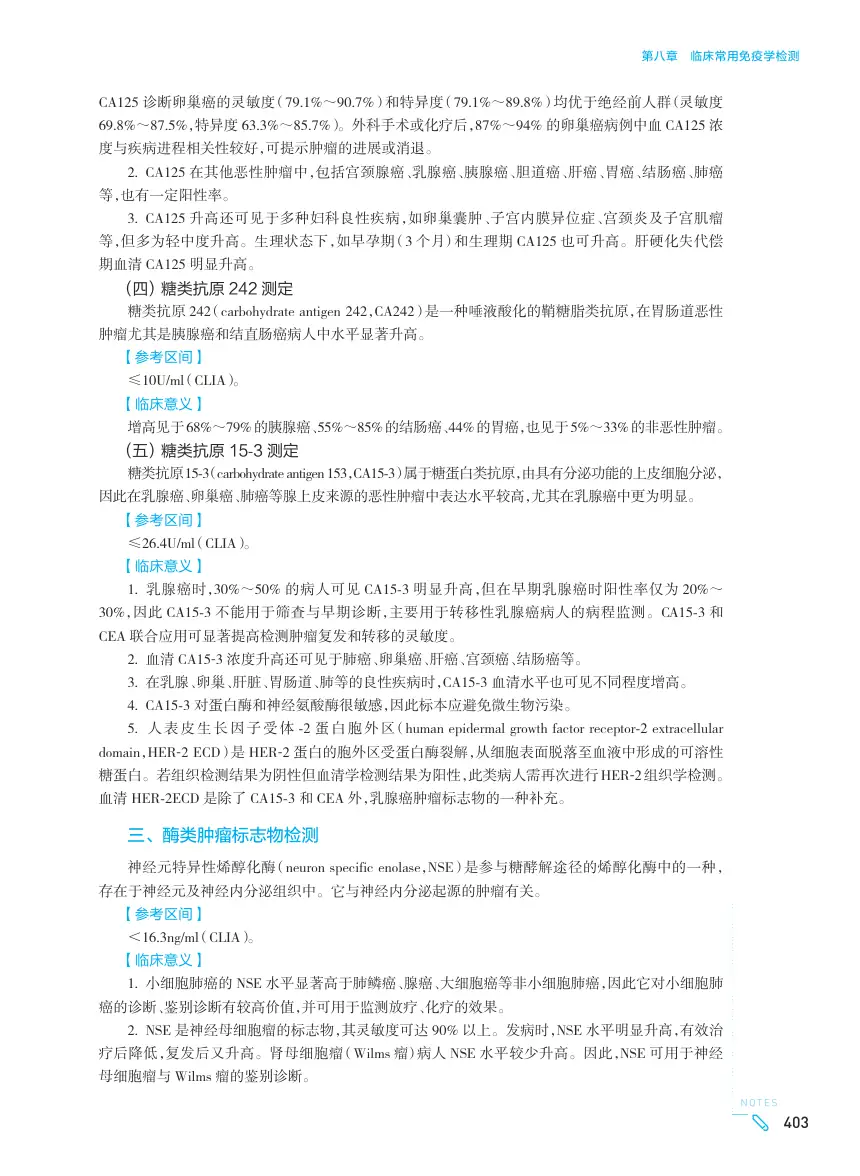 第八章　临床常用免疫学检测
CA125 诊断卵巢癌的灵敏度（79.1%～90.7%）和特异度（79.1%～89.8%）均优于绝经前人群（灵敏度
69.8%～87.5%，特异度 63.3%～85.7%）。外科手术或化疗后，87%～94% 的卵巢癌病例中血 CA125 浓
度与疾病进程相关性较好，可提示肿瘤的进展或消退。
2. CA125 在其他恶性肿瘤中，包括宫颈腺癌、乳腺癌、胰腺癌、胆道癌、肝癌、胃癌、结肠癌、肺癌
等，也有一定阳性率。
3. CA125 升高还可见于多种妇科良性疾病，如卵巢囊肿、子宫内膜异位症、宫颈炎及子宫肌瘤
等，但多为轻中度升高。生理状态下，如早孕期（3 个月）和生理期 CA125 也可升高。肝硬化失代偿
期血清 CA125 明显升高。
（四）糖类抗原 242 测定
糖类抗原 242（carbohydrate antigen 242，CA242）是一种唾液酸化的鞘糖脂类抗原，在胃肠道恶性
肿瘤尤其是胰腺癌和结直肠癌病人中水平显著升高。
【参考区间】
≤10U/ml（CLIA）。
【临床意义】
增高见于68%～79%的胰腺癌、55%～85%的结肠癌、44%的胃癌，也见于5%～33%的非恶性肿瘤。
（五）糖类抗原 15-3 测定
糖类抗原15-3（carbohydrate antigen 153，CA15-3）属于糖蛋白类抗原，由具有分泌功能的上皮细胞分泌，
因此在乳腺癌、卵巢癌、肺癌等腺上皮来源的恶性肿瘤中表达水平较高，尤其在乳腺癌中更为明显。
【参考区间】
≤26.4U/ml（CLIA）。
【临床意义】
1. 乳腺癌时，30%～50% 的病人可见 CA15-3 明显升高，但在早期乳腺癌时阳性率仅为 20%～
30%，因此 CA15-3 不能用于筛查与早期诊断，主要用于转移性乳腺癌病人的病程监测。CA15-3 和
CEA 联合应用可显著提高检测肿瘤复发和转移的灵敏度。
2. 血清 CA15-3 浓度升高还可见于肺癌、卵巢癌、肝癌、宫颈癌、结肠癌等。
3. 在乳腺、卵巢、肝脏、胃肠道、肺等的良性疾病时，CA15-3 血清水平也可见不同程度增高。
4. CA15-3 对蛋白酶和神经氨酸酶很敏感，因此标本应避免微生物污染。
5. 人表皮生长因子受体 -2 蛋白胞外区（human epidermal growth factor receptor-2 extracellular
domain，HER-2 ECD）是 HER-2 蛋白的胞外区受蛋白酶裂解，从细胞表面脱落至血液中形成的可溶性
糖蛋白。若组织检测结果为阴性但血清学检测结果为阳性，此类病人需再次进行HER-2组织学检测。
血清 HER-2ECD 是除了 CA15-3 和 CEA 外，乳腺癌肿瘤标志物的一种补充。
三、酶类肿瘤标志物检测
神经元特异性烯醇化酶（neuron specific enolase，NSE）是参与糖酵解途径的烯醇化酶中的一种，
存在于神经元及神经内分泌组织中。它与神经内分泌起源的肿瘤有关。
【参考区间】
＜16.3ng/ml（CLIA）。
【临床意义】
1. 小细胞肺癌的 NSE 水平显著高于肺鳞癌、腺癌、大细胞癌等非小细胞肺癌，因此它对小细胞肺
癌的诊断、鉴别诊断有较高价值，并可用于监测放疗、化疗的效果。
2. NSE 是神经母细胞瘤的标志物，其灵敏度可达 90% 以上。发病时，NSE 水平明显升高，有效治
疗后降低，复发后又升高。肾母细胞瘤（Wilms 瘤）病人 NSE 水平较少升高。因此，NSE 可用于神经
母细胞瘤与 Wilms 瘤的鉴别诊断。
NOTES
403